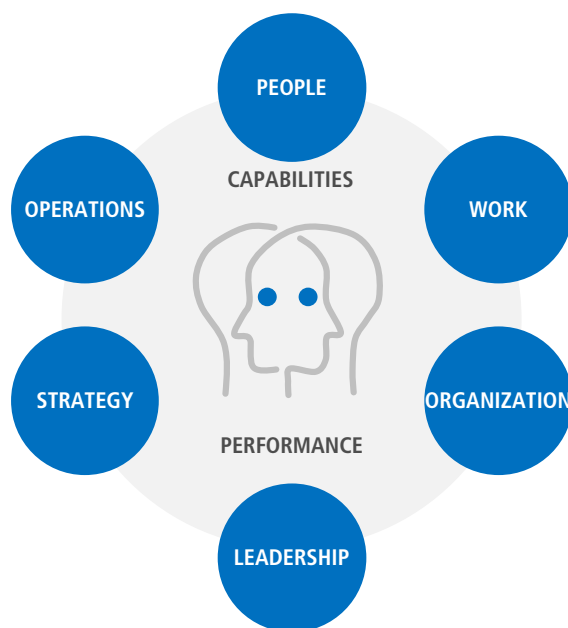 PEOPLE
CAPABILITIES
OPERATIONS
WORK
STRATEGY
ORGANIZATION
PERFORMANCE
LEADERSHIP